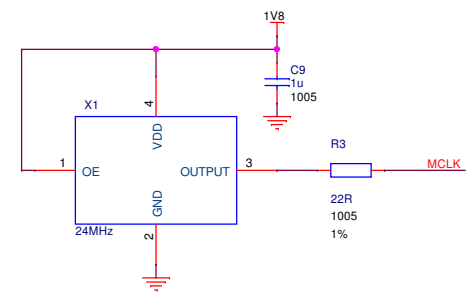 1V8
C9
1u
1005
X1
4
VDD
1
OE
OUTPUT
3
GND
2
24MHz
R3
MCLK
22R
1005
1%